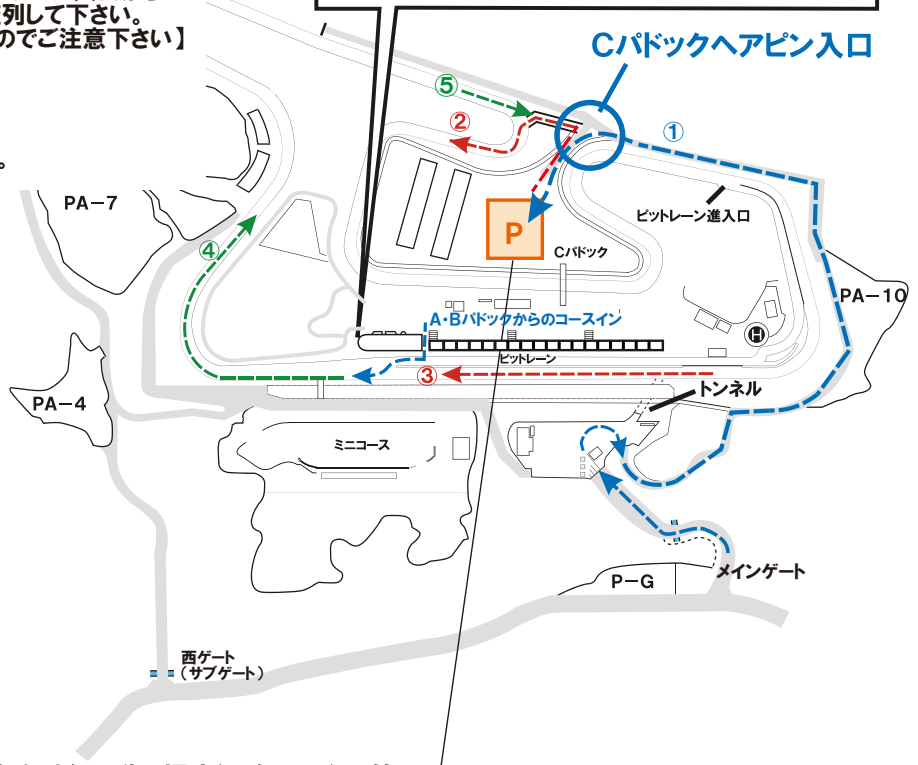 列して下さい。
のでご注意下さい】
。
Cパドックヘアピン入口
⑤
②
①
PA-7
ピットレーン進入口
P
④
Cパドック
PA-10
A・Bパドックからのコースイン
H
ピットレーン
③
トンネル
PA-4
ミニコース
メインゲート
P-G
西ゲート
（サブゲート）